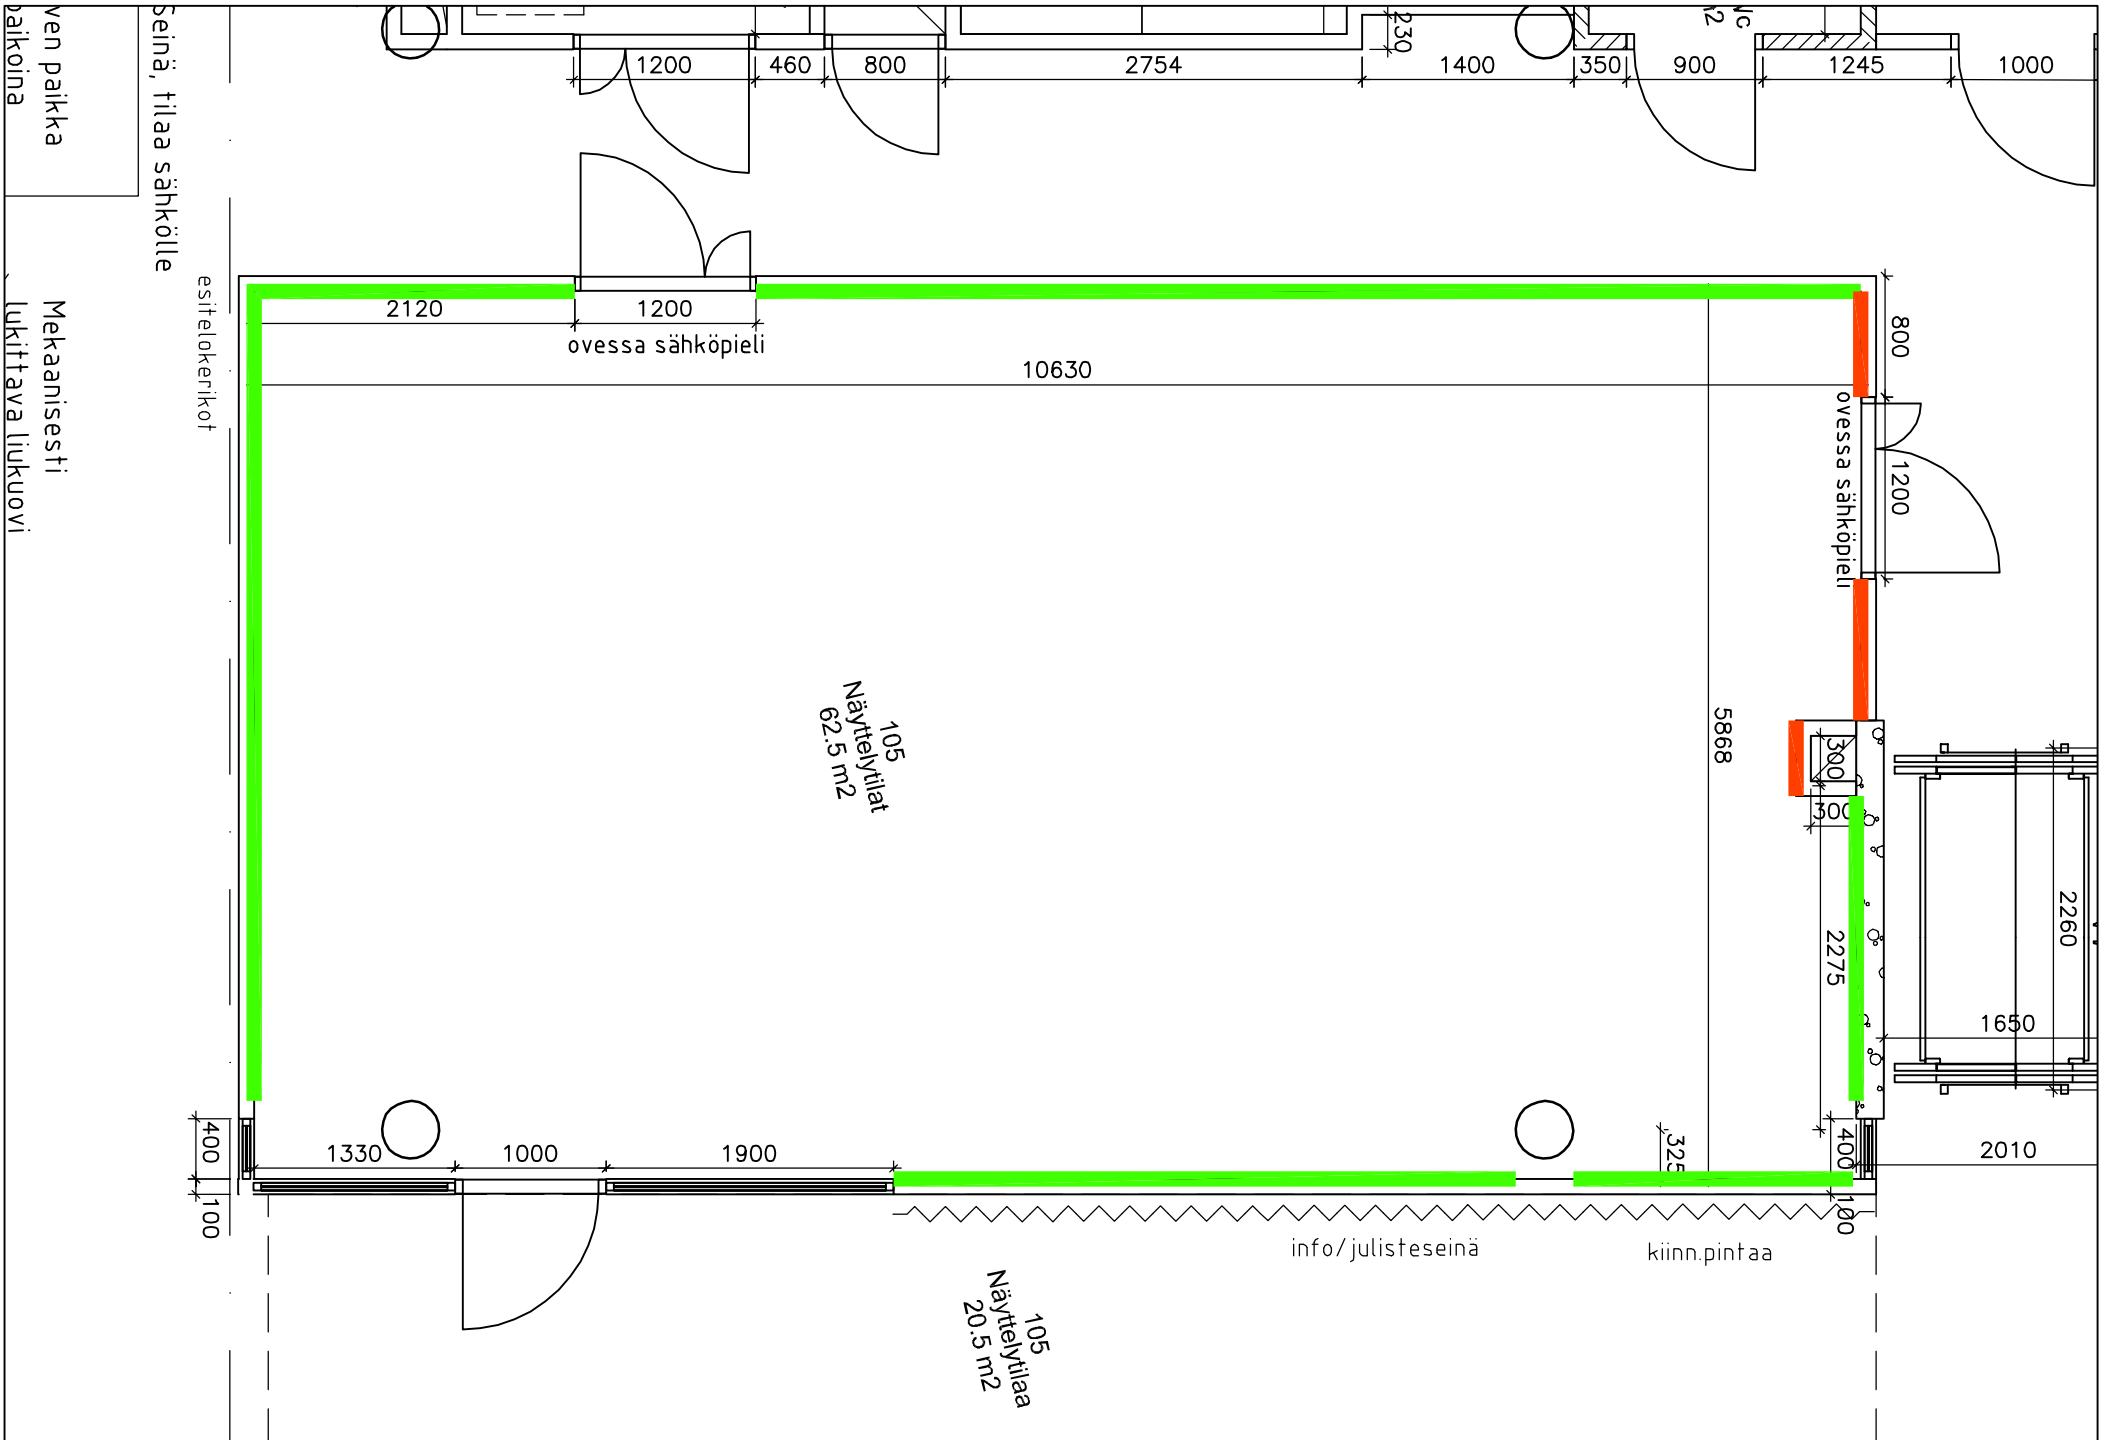 Seinä, tilaa sähkölle
ven paikka
paikoina
Mekaanisesti
lukittava liukuovi
esitelokerikot
1200
460
800
2754
230
1400
350
900
1245
1000
2120
1200
ovessa sähköpieli
10630
800
ovessa sähköpieli
1200
5868
105
Näyttelytilat
62.5 m2
300
300
2275
2260
1650
2010
400
100
1330
1000
1900
325
400
100
info/julisteseinä
kiinn.pintaa
105
Näyttelytilaa
20.5 m2